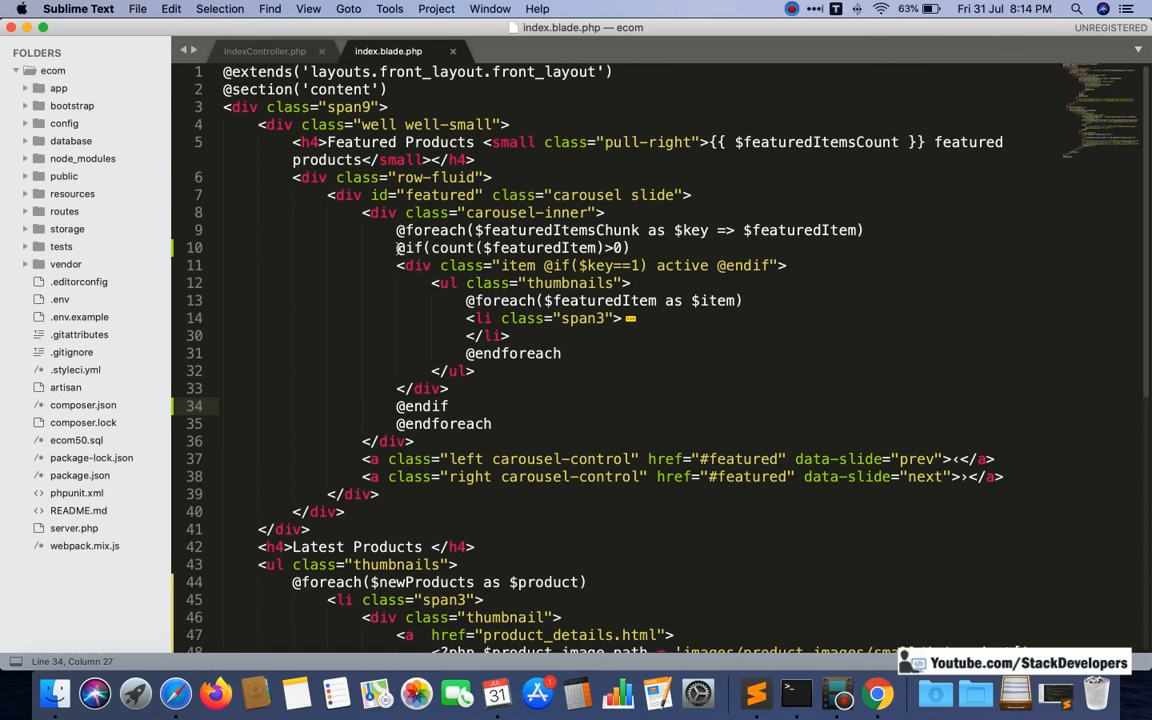 Sublime Text File Edit Selection Find View Goto Tools Project Window Help 63% Fri 31 Jul 8:14 PM
index.blade.php — ecom UNREGISTERED
FOLDERS
ecom
app
bootstrap
config
database
node_modules
public
resources
routes
storage
tests
vendor
.editorconfig
.env
.env.example
.gitattributes
.gitignore
.styleci.yml
artisan
composer.json
composer.lock
ecom50.sql
package-lock.json
package.json
phpunit.xml
README.md
server.php
webpack.mix.js
IndexController.php × index.blade.php ×
1 @extends('layouts.front_layout.front_layout')
2 @section('content')
3 <div class="span9">
4 <div class="well well-small">
5 <h4>Featured Products <small class="pull-right">{{ $featuredItemsCount }} featured
products</small></h4>
6 <div class="row-fluid">
7 <div id="featured" class="carousel slide">
8 <div class="carousel-inner">
9 @foreach($featuredItemsChunk as $key => $featuredItem)
10 @if(count($featuredItem)>0)
11 <div class="item @if($key==1) active @endif">
12 <ul class="thumbnails">
13 @foreach($featuredItem as $item)
14 <li class="span3">
30 </li>
31 @endforeach
32 </ul>
33 </div>
34 @endif
35 @endforeach
36 </div>
37 <a class="left carousel-control" href="#featured" data-slide="prev">‹</a>
38 <a class="right carousel-control" href="#featured" data-slide="next">›</a>
39 </div>
40 </div>
41 </div>
42 <h4>Latest Products </h4>
43 <ul class="thumbnails">
44 @foreach($newProducts as $product)
45 <li class="span3">
46 <div class="thumbnail">
47 <a href="product_details.html">
48 <?php $product_image_path =
Line 34, Column 27
Youtube.com/StackDevelopers